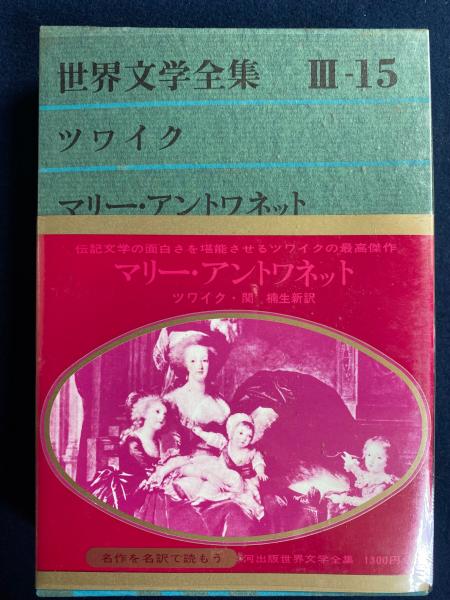 世界文学全集 III-15
ツワイク
マリー・アントワネット
伝記文学の面白さを堪能させるツワイクの最高傑作
マリー・アントワネット
ツワイク・関 楠生新訳
名作を名訳で読もう 河出版世界文学全集 1300円